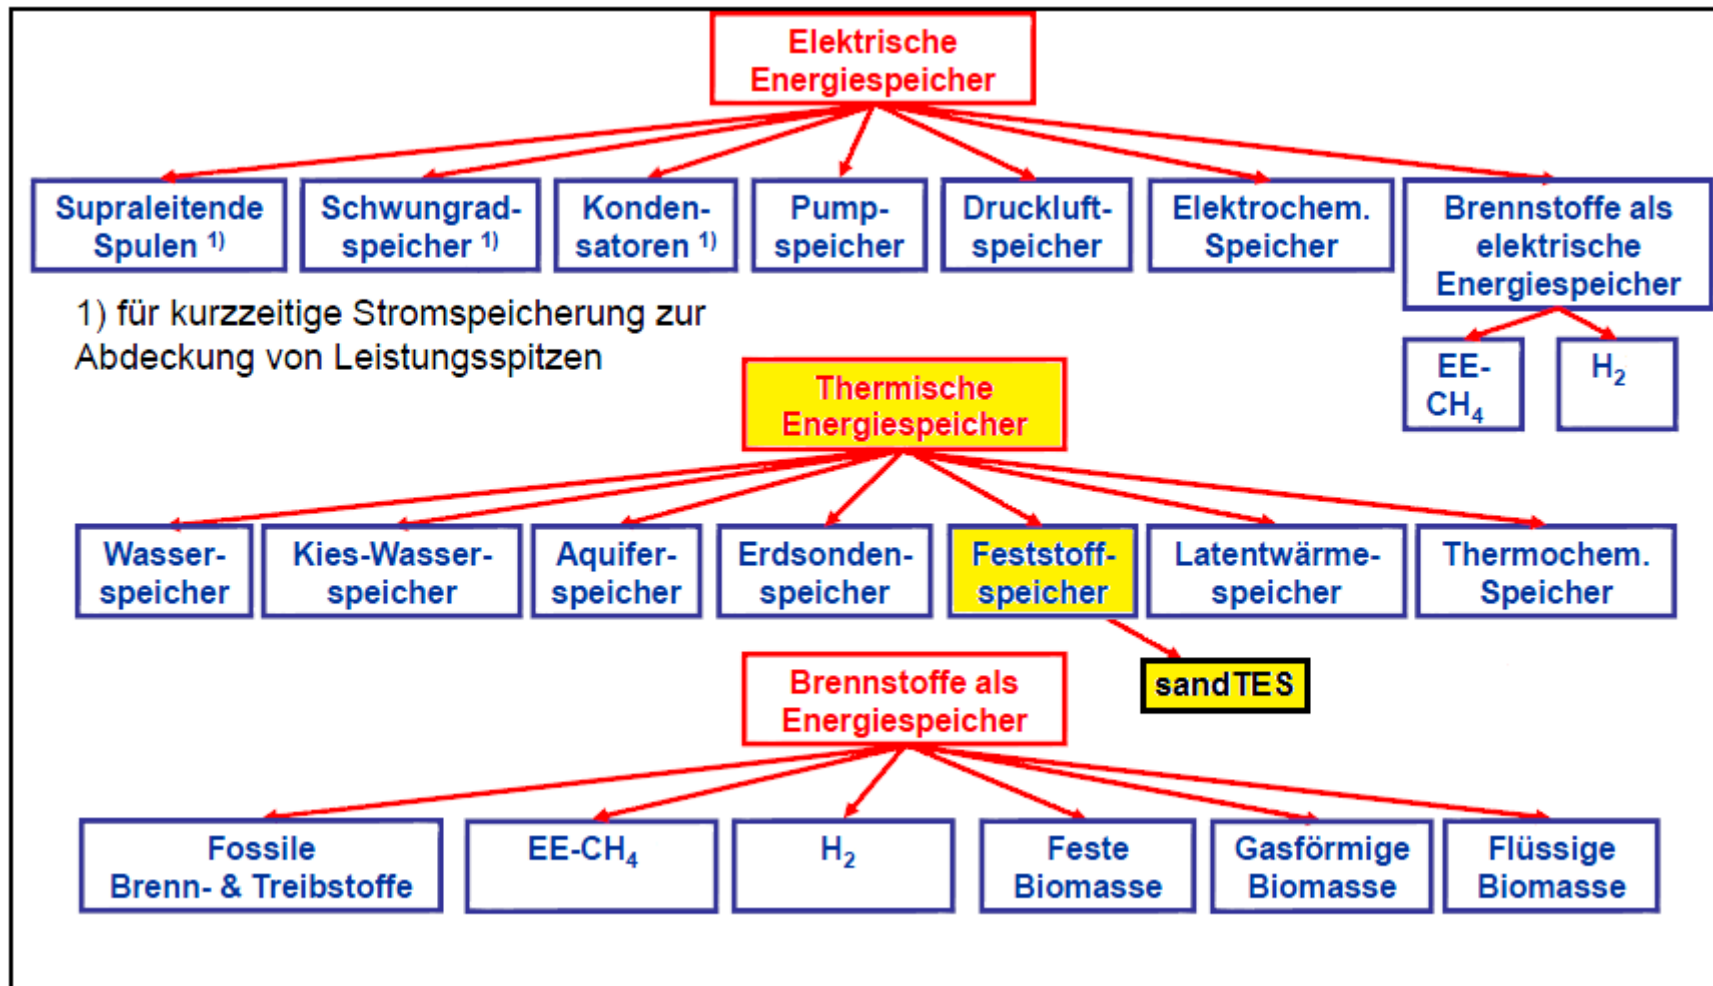 Elektrische
Energiespeicher
Supraleitende
Spulen ¹⁾
Schwungrad-
speicher ¹⁾
Konden-
satoren ¹⁾
Pump-
speicher
Druckluft-
speicher
Elektrochem.
Speicher
Brennstoffe als
elektrische
Energiespeicher
1) für kurzzeitige Stromspeicherung zur
Abdeckung von Leistungsspitzen
EE-
CH₄
H₂
Thermische
Energiespeicher
Wasser-
speicher
Kies-Wasser-
speicher
Aquifer-
speicher
Erdsonden-
speicher
Feststoff-
speicher
Latentwärme-
speicher
Thermochem.
Speicher
sandTES
Brennstoffe als
Energiespeicher
Fossile
Brenn- & Treibstoffe
EE-CH₄
H₂
Feste
Biomasse
Gasförmige
Biomasse
Flüssige
Biomasse